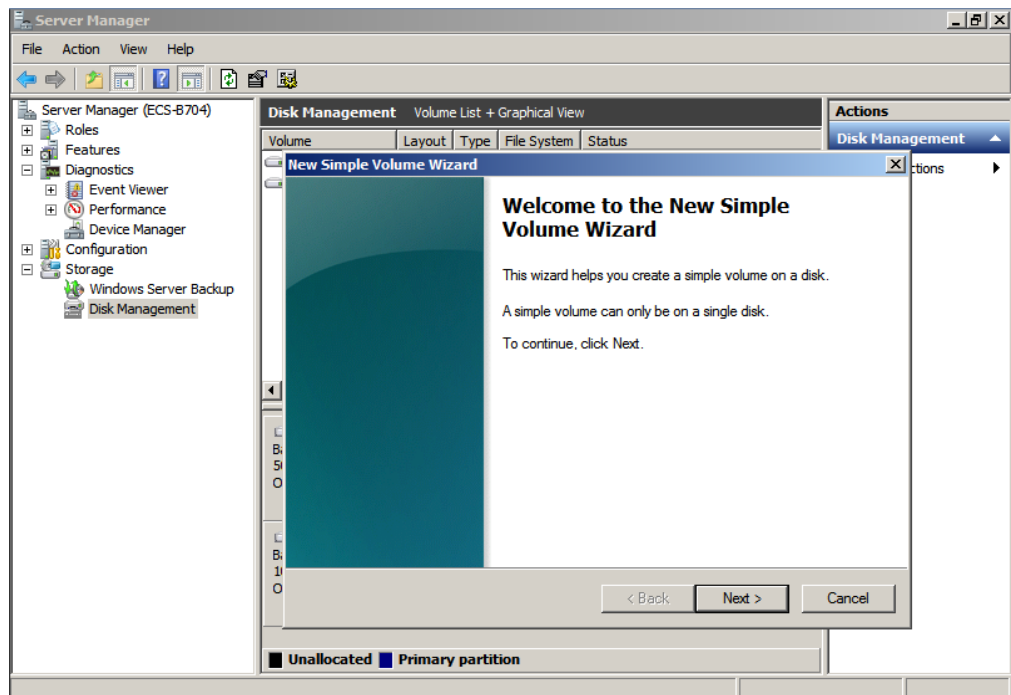 Server Manager
File Action View Help
Server Manager (ECS-B704)
Roles
Features
Diagnostics
Event Viewer
Performance
Device Manager
Configuration
Storage
Windows Server Backup
Disk Management
Disk Management Volume List + Graphical View
Volume Layout Type File System Status
Actions
Disk Management
ctions
New Simple Volume Wizard
Welcome to the New Simple
Volume Wizard
This wizard helps you create a simple volume on a disk.
A simple volume can only be on a single disk.
To continue, click Next.
< Back Next > Cancel
Unallocated Primary partition